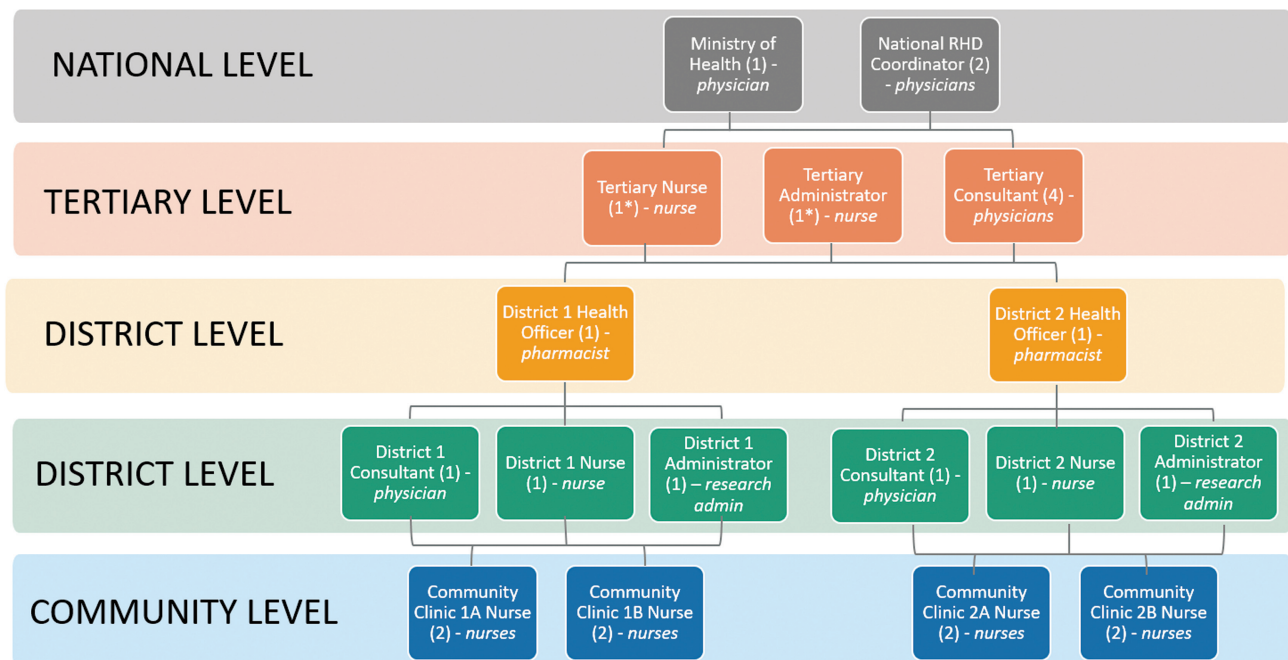 NATIONAL LEVEL
Ministry of
Health (1) -
physician
National RHD
Coordinator (2)
- physicians
TERTIARY LEVEL
Tertiary Nurse
(1*) - nurse
Tertiary
Administrator
(1*) - nurse
Tertiary
Consultant (4) -
physicians
DISTRICT LEVEL
District 1 Health
Officer (1) -
pharmacist
District 2 Health
Officer (1) -
pharmacist
DISTRICT LEVEL
District 1
Consultant (1) -
physician
District 1 Nurse
(1) - nurse
District 1
Administrator
(1) – research
admin
District 2
Consultant (1) -
physician
District 2 Nurse
(1) - nurse
District 2
Administrator
(1) – research
admin
COMMUNITY LEVEL
Community
Clinic 1A Nurse
(2) - nurses
Community
Clinic 1B Nurse
(2) - nurses
Community
Clinic 2A Nurse
(2) - nurses
Community
Clinic 2B Nurse
(2) - nurses